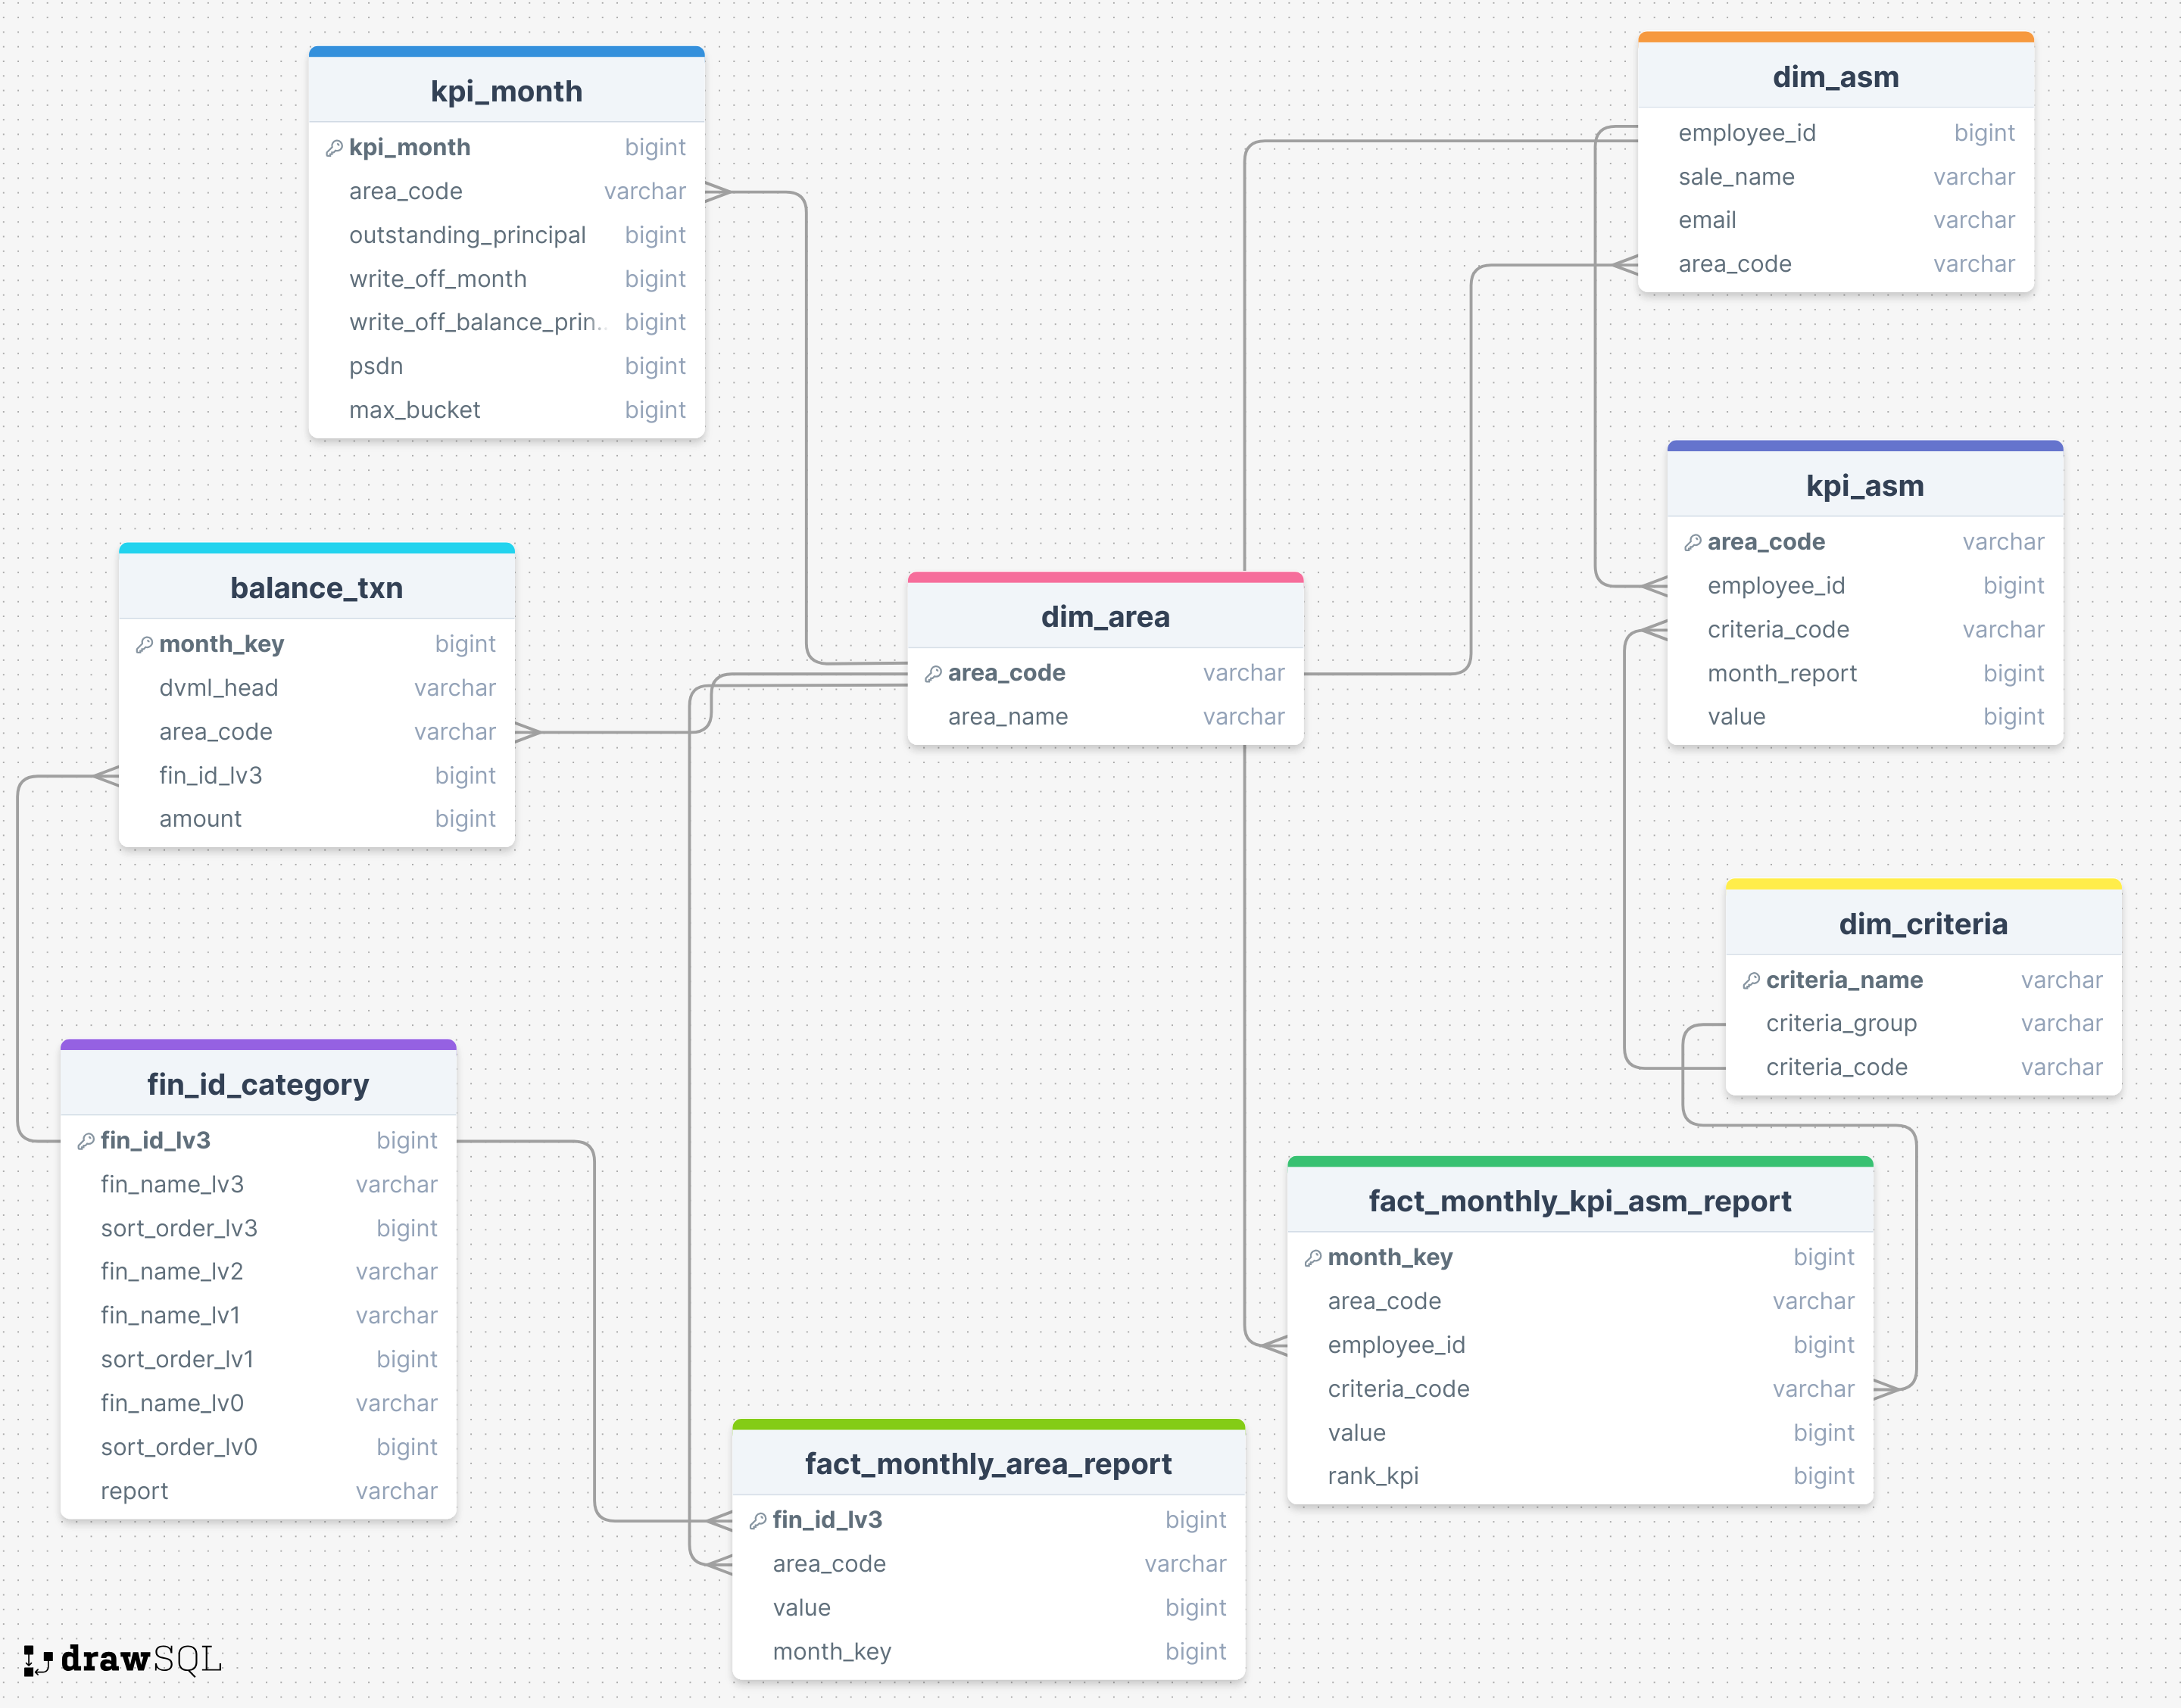 kpi_month
kpi_month bigint
area_code varchar
outstanding_principal bigint
write_off_month bigint
write_off_balance_prin.. bigint
psdn bigint
max_bucket bigint
dim_asm
employee_id bigint
sale_name varchar
email varchar
area_code varchar
kpi_asm
area_code varchar
employee_id bigint
criteria_code varchar
month_report bigint
value bigint
balance_txn
month_key bigint
dvml_head varchar
area_code varchar
fin_id_lv3 bigint
amount bigint
dim_area
area_code varchar
area_name varchar
dim_criteria
criteria_name varchar
criteria_group varchar
criteria_code varchar
fin_id_category
fin_id_lv3 bigint
fin_name_lv3 varchar
sort_order_lv3 bigint
fin_name_lv2 varchar
fin_name_lv1 varchar
sort_order_lv1 bigint
fin_name_lv0 varchar
sort_order_lv0 bigint
report varchar
fact_monthly_kpi_asm_report
month_key bigint
area_code varchar
employee_id bigint
criteria_code varchar
value bigint
rank_kpi bigint
fact_monthly_area_report
fin_id_lv3 bigint
area_code varchar
value bigint
month_key bigint
drawSQL